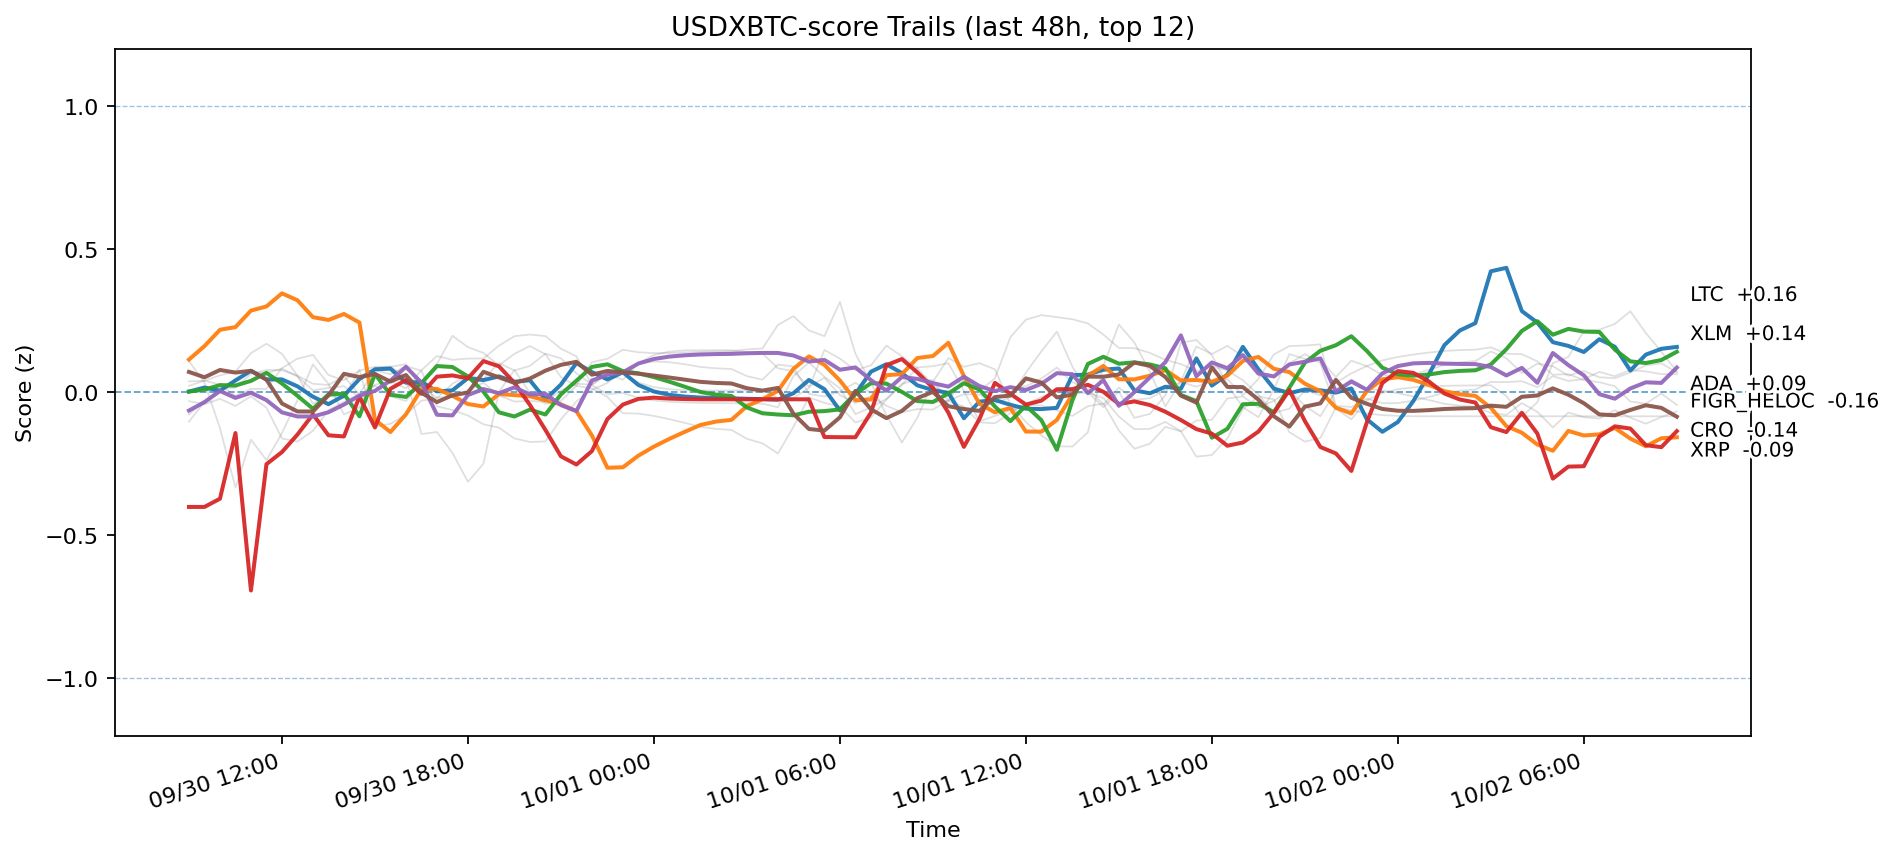 USDXBTC-score Trails (last 48h, top 12)
1.0
0.5
0.0
−0.5
−1.0
Score (z)
LTC +0.16
XLM +0.14
ADA +0.09
FIGR_HELOC -0.16
CRO -0.14
XRP -0.09
09/30 12:00
09/30 18:00
10/01 00:00
10/01 06:00
10/01 12:00
10/01 18:00
10/02 00:00
10/02 06:00
Time